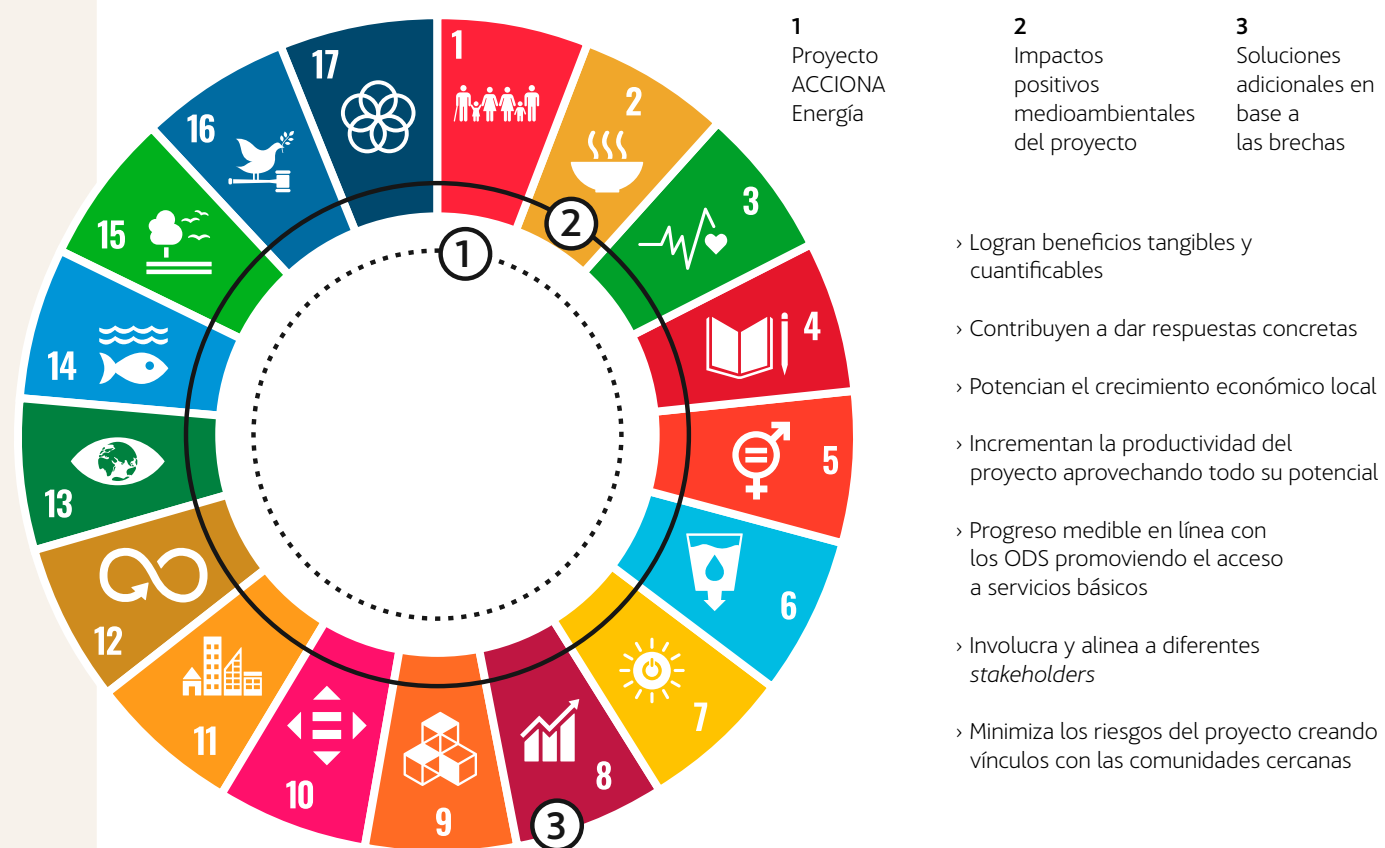 1
Proyecto
ACCIONA
Energía
2
Impactos
positivos
medioambientales
del proyecto
3
Soluciones
adicionales en
base a
las brechas
› Logran beneficios tangibles y
cuantificables
› Contribuyen a dar respuestas concretas
› Potencian el crecimiento económico local
› Incrementan la productividad del
proyecto aprovechando todo su potencial
› Progreso medible en línea con
los ODS promoviendo el acceso
a servicios básicos
› Involucra y alinea a diferentes
stakeholders
› Minimiza los riesgos del proyecto creando
vínculos con las comunidades cercanas
1
2
3
4
5
6
7
8
9
10
11
12
13
14
15
16
17
1
2
3